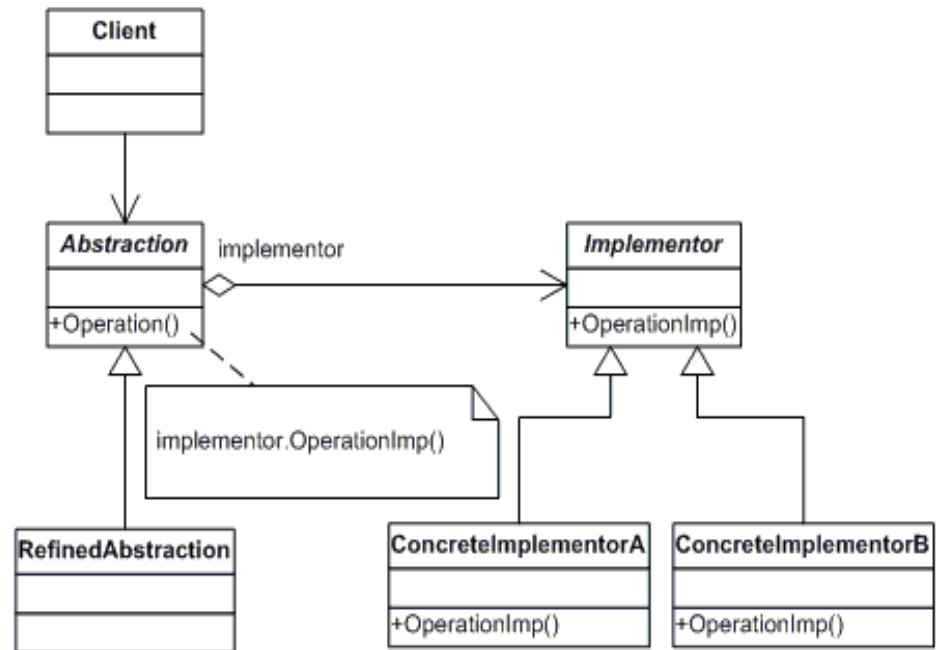 Client
Abstraction
implementor
Implementor
+Operation()
+OperationImp()
implementor.OperationImp()
RefinedAbstraction
ConcreteImplementorA
ConcreteImplementorB
+OperationImp()
+OperationImp()